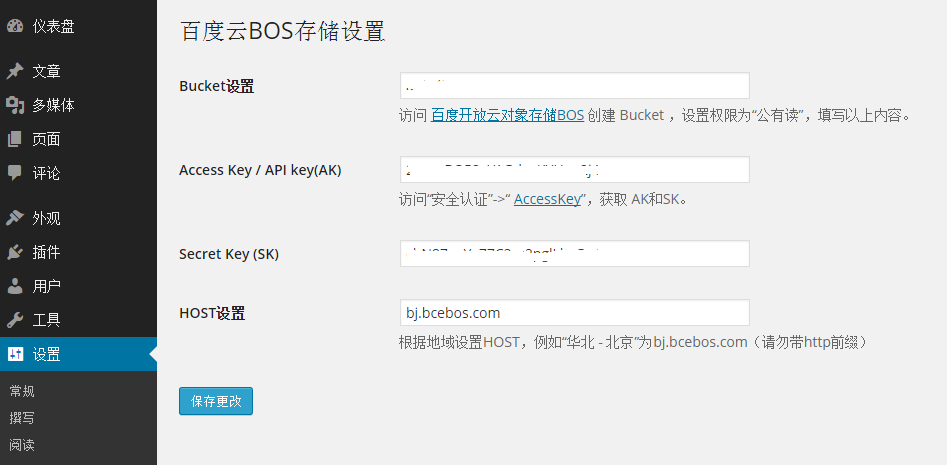 仪表盘
文章
多媒体
页面
评论
外观
插件
用户
工具
设置
常规
撰写
阅读
百度云BOS存储设置
Bucket设置
访问 百度开放云对象存储BOS 创建 Bucket ，设置权限为“公有读”，填写以上内容。
Access Key / API key(AK)
访问“安全认证”->“ AccessKey”，获取 AK和SK。
Secret Key (SK)
HOST设置
bj.bcebos.com
根据地域设置HOST，例如“华北 - 北京”为bj.bcebos.com（请勿带http前缀）
保存更改